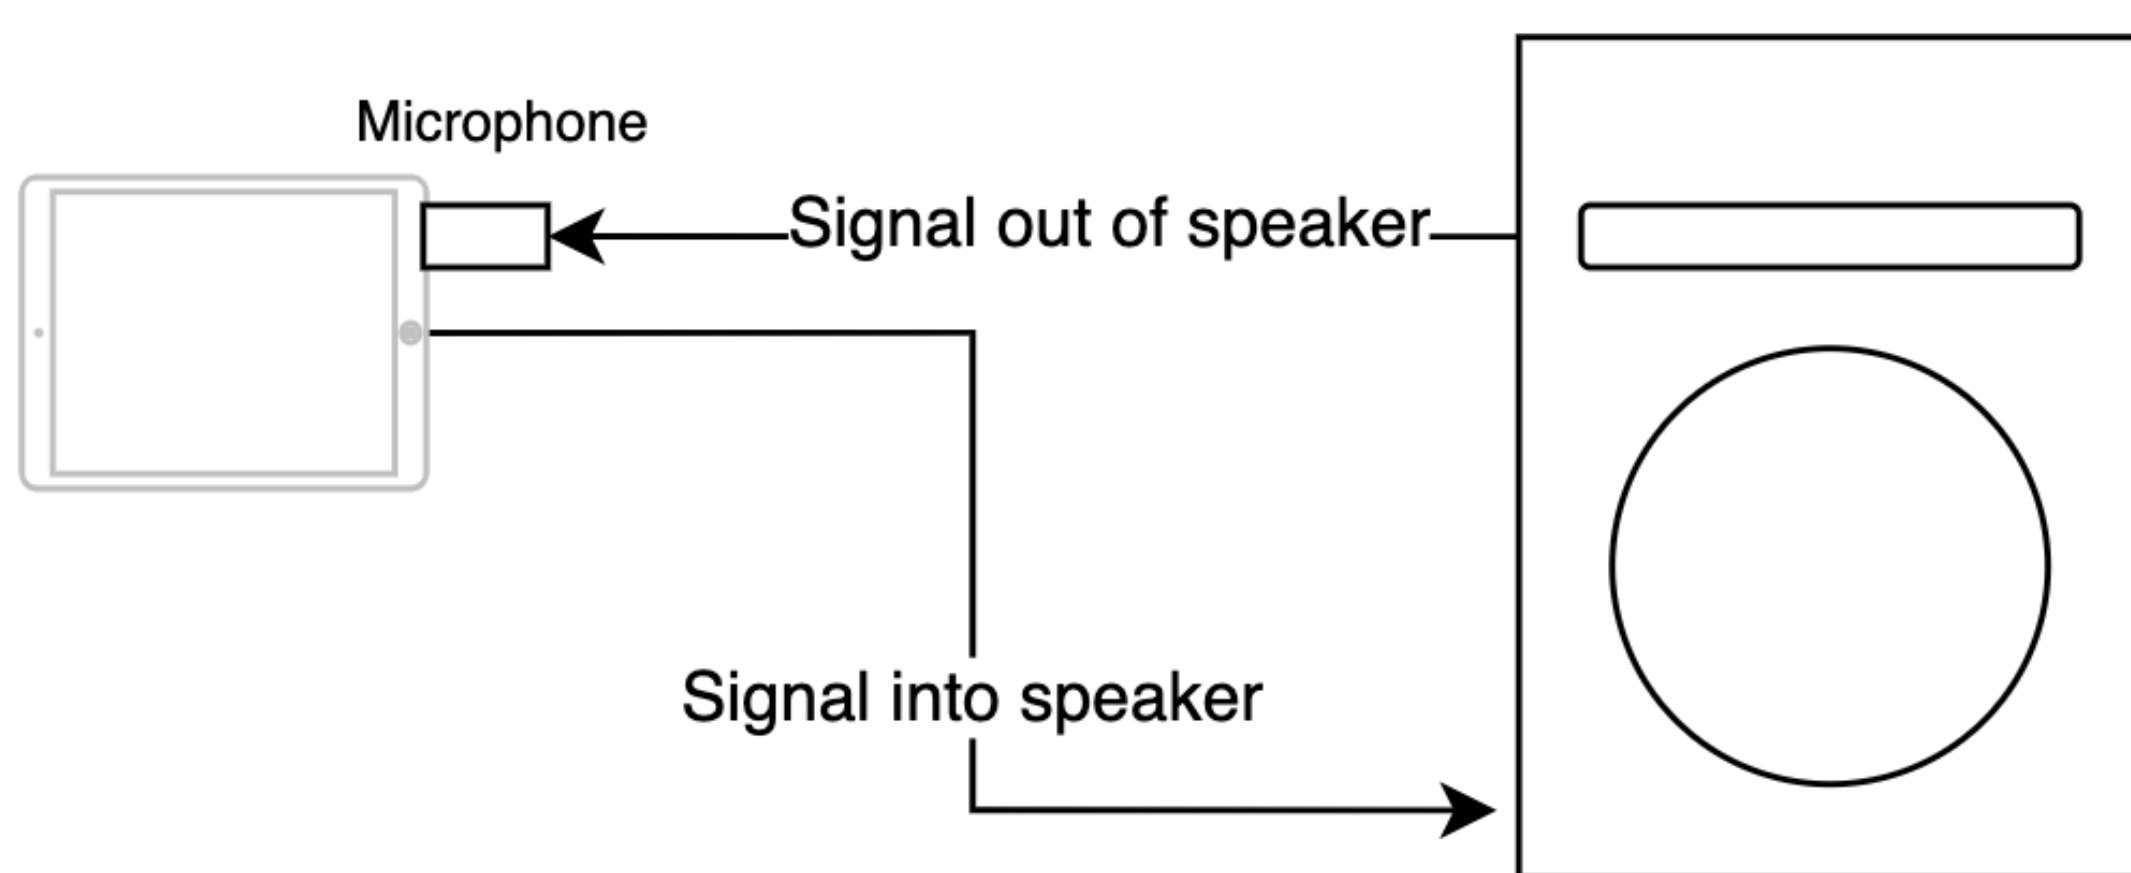 Microphone
Signal out of speaker
Signal into speaker